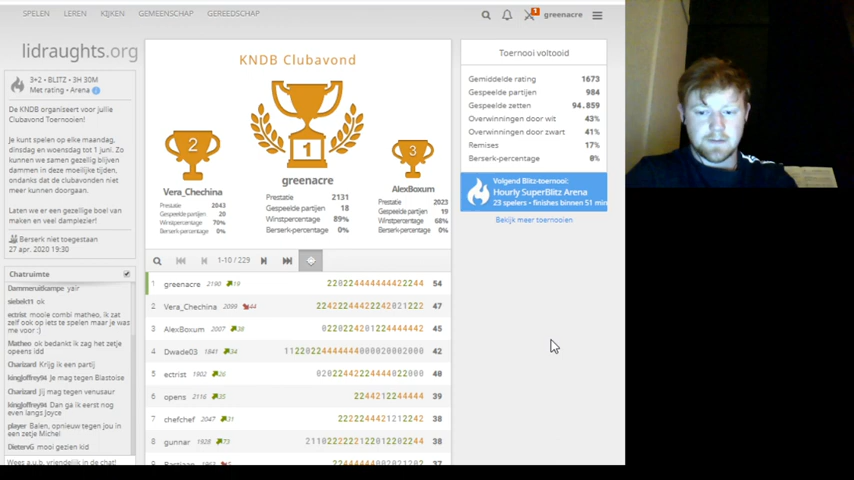 SPELEN LEREN KIJKEN GEMEENSCHAP GEREEDSCHAP
1
greenacre
lidraughts.org
3+2 • BLITZ • 3H 30M
Met rating • Arena
De KNDB organiseert voor jullie
Clubavond Toernooien!
Je kunt spelen op elke maandag,
dinsdag en woensdag tot 1 juni. Zo
kunnen we samen gezellig blijven
dammen in deze moeilijke tijden,
ondanks dat de clubavonden niet
meer kunnen doorgaan.
Laten we er een gezellige boel van
maken en veel dampiezier!
Berserk niet toegestaan
27 apr. 2020 19:30
Chatruimte
Dammeruitkampe yair
siebek11 ok
ectrist mooie combi matheo, ik zat
zelf ook op iets te spelen maar je was
me voor :)
Matheo ok bedankt ik zag het zetje
opeens idd
Charizard Krijg ik een partij
kingjoffrey94 Je mag tegen Blastoise
Charizard Jij mag tegen venusaur
kingjoffrey94 Dan ga ik eerst nog
even langs Joyce
player Balen, opnieuw tegen jou in
een zetje Michel
DieterVG mooi gezien kid
Wees a.u.b. vriendelijk in de chat!
KNDB Clubavond
2
Vera_Chechina
Prestatie 2043
Gespeelde partijen 20
Winstpercentage 70%
Berserk-percentage 0%
1
greenacre
Prestatie 2131
Gespeelde partijen 18
Winstpercentage 89%
Berserk-percentage 0%
3
AlexBoxum
Prestatie 2023
Gespeelde partijen 19
Winstpercentage 68%
Berserk-percentage 0%
1-10 / 229
1 greenacre 2190 19 220224444444422244 54
2 Vera_Chechina 2099 44 22422444422421021222 47
3 AlexBoxum 2007 38 45
4 Dwade03 1841 34 42
5 ectrist 1902 26 40
6 opens 2116 35 39
7 chefchef 2047 31 38
8 gunnar 1928 73 38
Toernooi voltooid
Gemiddelde rating 1673
Gespeelde partijen 984
Gespeelde zetten 94.859
Overwinningen door wit 43%
Overwinningen door zwart 41%
Remises 17%
Berserk-percentage 0%
Volgend Blitz-toernooi:
Hourly SuperBlitz Arena
23 spelers • finishes binnen 51 min
Bekijk meer toernooien